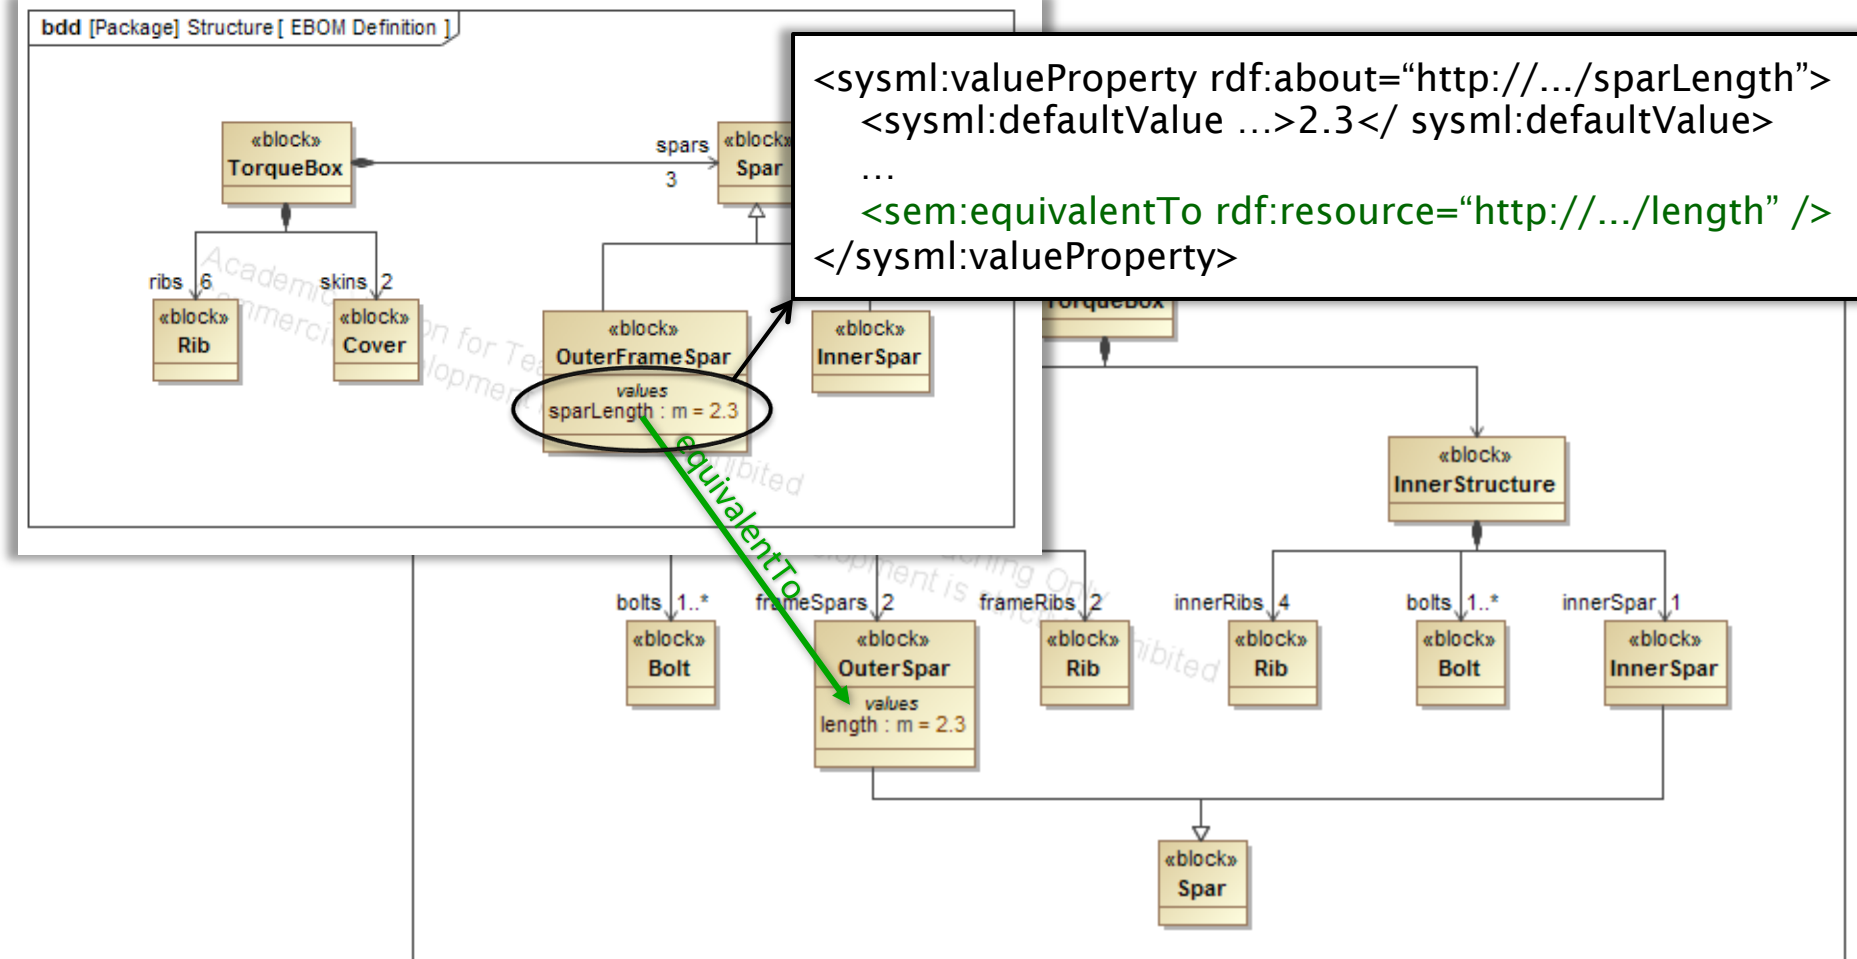 bdd [Package] Structure [ EBOM Definition ]
«block»
TorqueBox
spars
3
«block»
Spar
ribs 6
skins 2
«block»
Rib
«block»
Cover
«block»
OuterFrameSpar
values
sparLength : m = 2.3
«block»
InnerSpar
<sysml:valueProperty rdf:about=“http://.../sparLength”>
<sysml:defaultValue ...>2.3</ sysml:defaultValue>
...
<sem:equivalentTo rdf:resource=“http://.../length” />
</sysml:valueProperty>
equivalentTo
TorqueBox
«block»
InnerStructure
bolts 1..*
frameSpars 2
frameRibs 2
innerRibs 4
bolts 1..*
innerSpar 1
«block»
Bolt
«block»
OuterSpar
values
length : m = 2.3
«block»
Rib
«block»
Rib
«block»
Bolt
«block»
InnerSpar
«block»
Spar